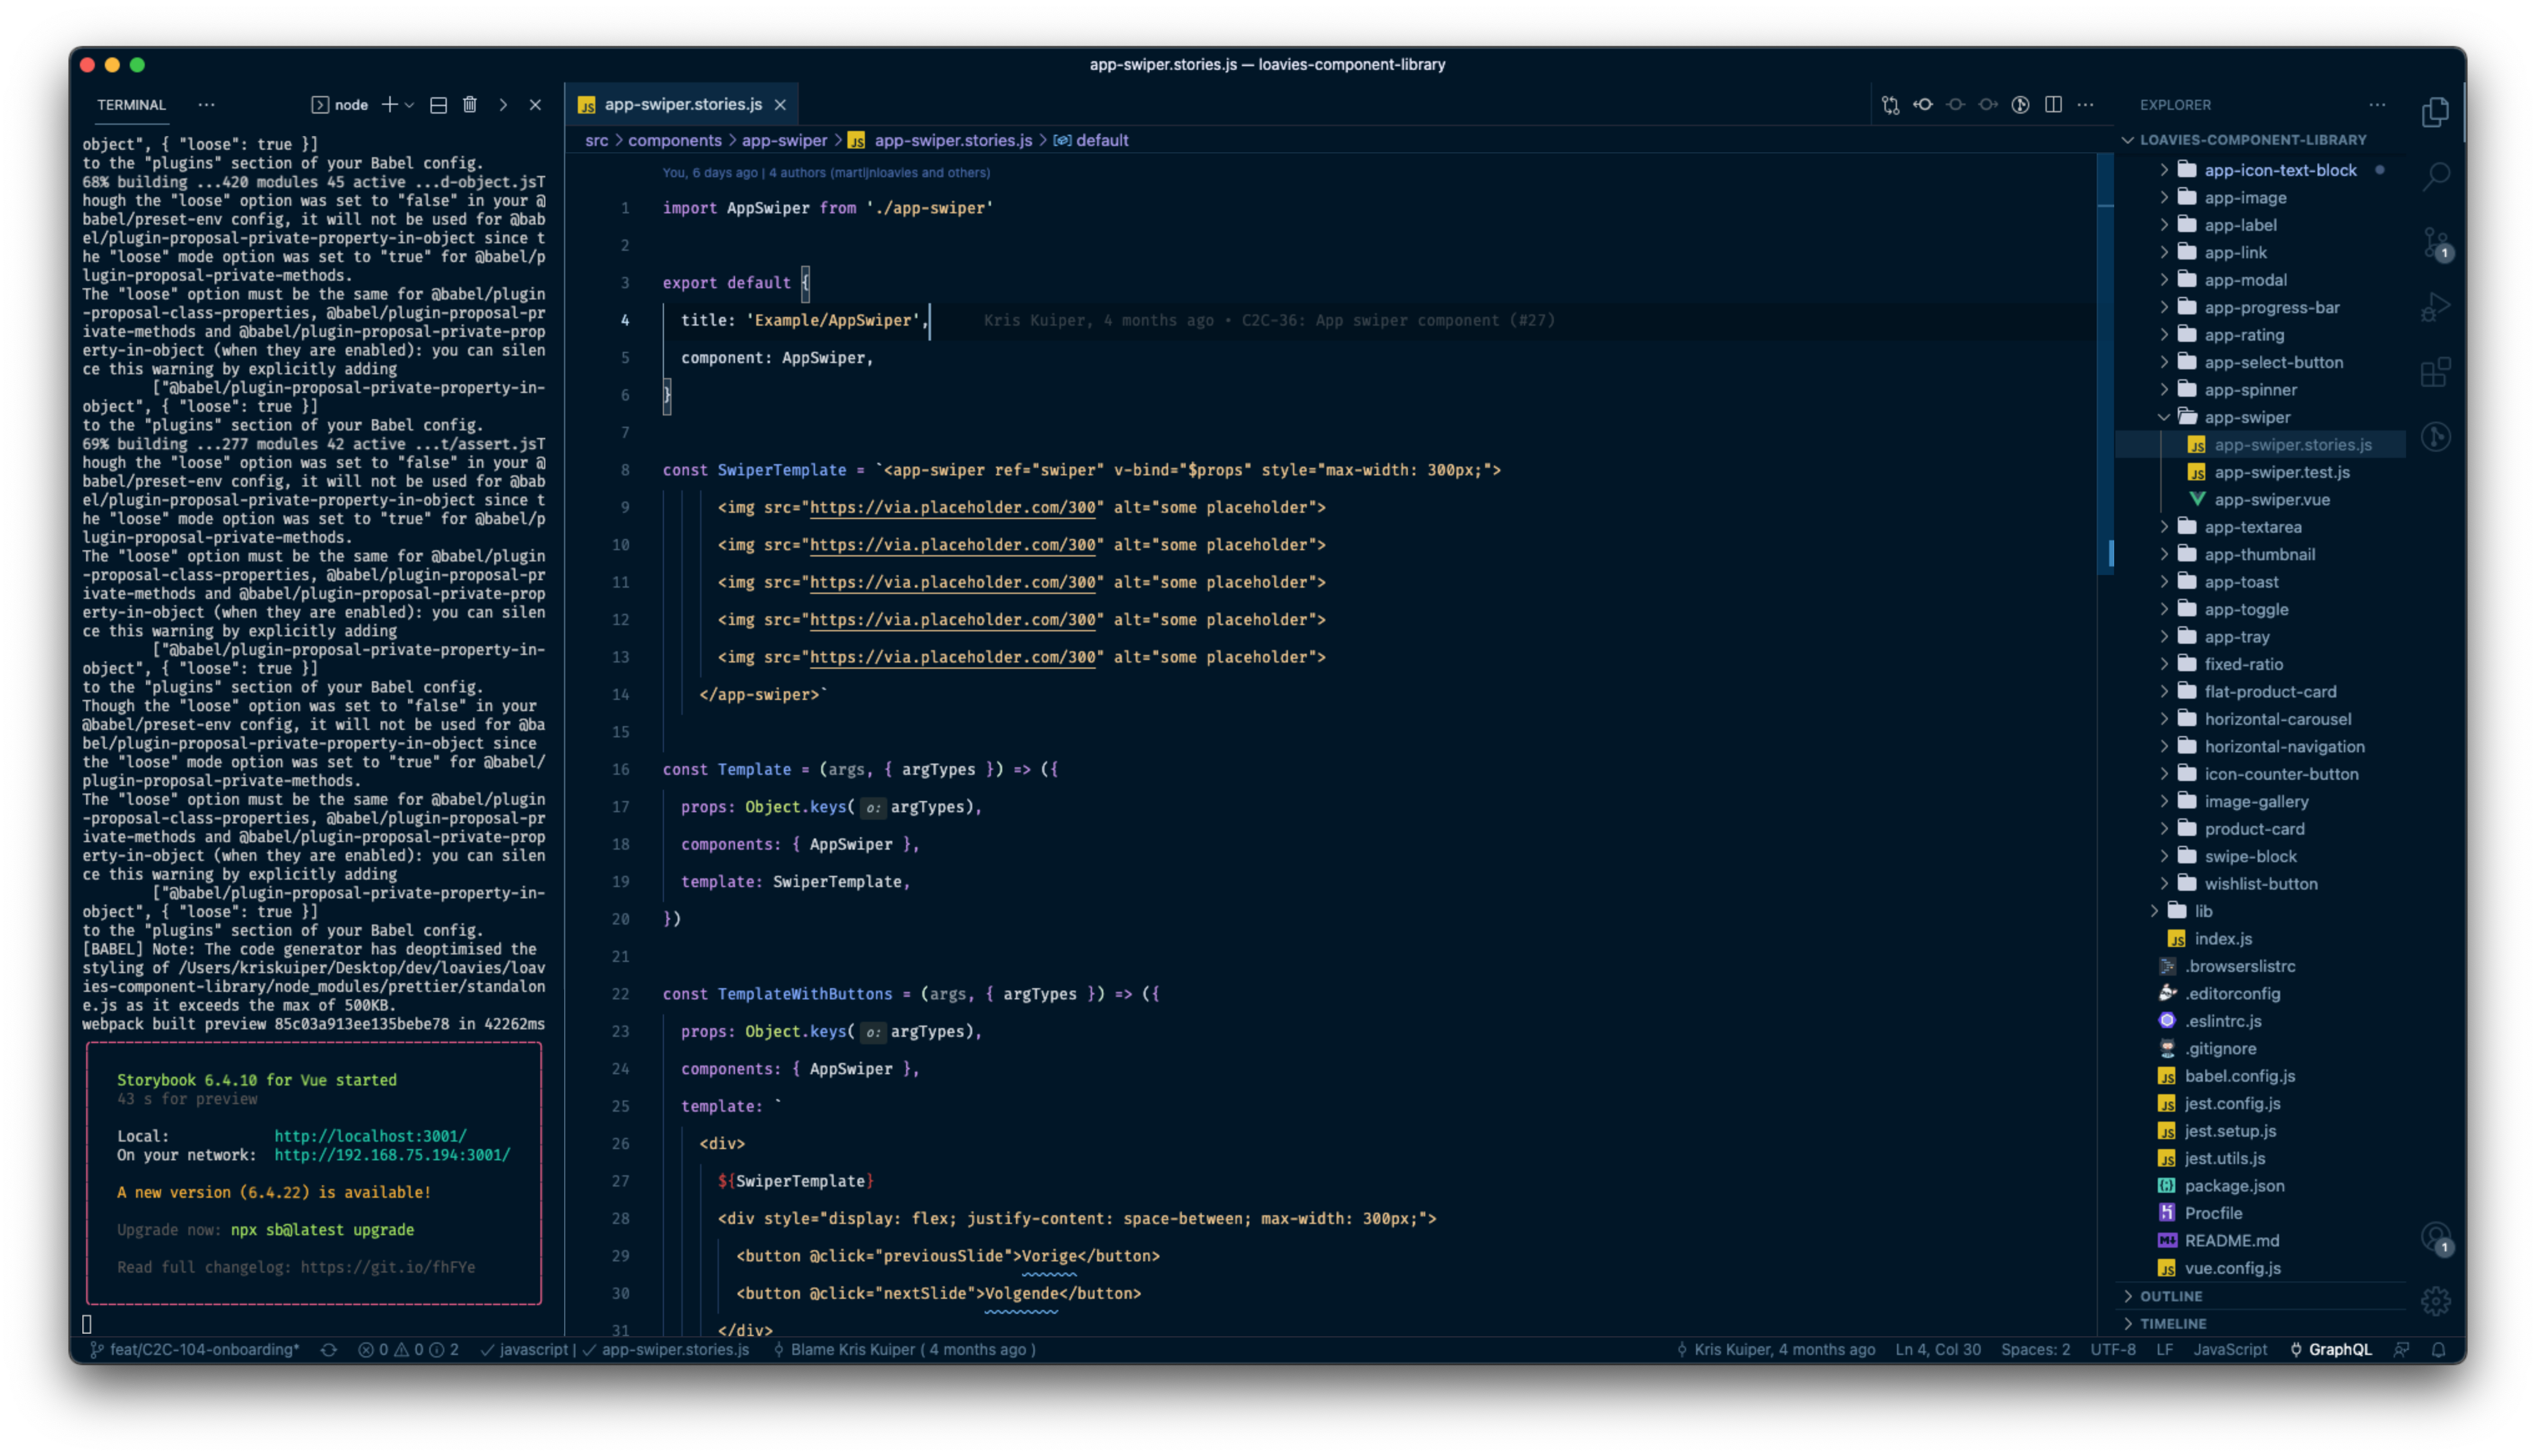 app-swiper.stories.js — loavies-component-library
TERMINAL
node
object", { "loose": true }]
to the "plugins" section of your Babel config.
68% building ...420 modules 45 active ...d-object.jsT
hough the "loose" option was set to "false" in your @
babel/preset-env config, it will not be used for @bab
el/plugin-proposal-private-property-in-object since t
he "loose" mode option was set to "true" for @babel/p
lugin-proposal-private-methods.
The "loose" option must be the same for @babel/plugin
-proposal-class-properties, @babel/plugin-proposal-pr
ivate-methods and @babel/plugin-proposal-private-prop
erty-in-object (when they are enabled): you can silen
ce this warning by explicitly adding
["@babel/plugin-proposal-private-property-in-
object", { "loose": true }]
to the "plugins" section of your Babel config.
69% building ...277 modules 42 active ...t/assert.jsT
hough the "loose" option was set to "false" in your @
babel/preset-env config, it will not be used for @bab
el/plugin-proposal-private-property-in-object since t
he "loose" mode option was set to "true" for @babel/p
lugin-proposal-private-methods.
The "loose" option must be the same for @babel/plugin
-proposal-class-properties, @babel/plugin-proposal-pr
ivate-methods and @babel/plugin-proposal-private-prop
erty-in-object (when they are enabled): you can silen
ce this warning by explicitly adding
["@babel/plugin-proposal-private-property-in-
object", { "loose": true }]
to the "plugins" section of your Babel config.
Though the "loose" option was set to "false" in your
@babel/preset-env config, it will not be used for @ba
bel/plugin-proposal-private-property-in-object since
the "loose" mode option was set to "true" for @babel/
plugin-proposal-private-methods.
The "loose" option must be the same for @babel/plugin
-proposal-class-properties, @babel/plugin-proposal-pr
ivate-methods and @babel/plugin-proposal-private-prop
erty-in-object (when they are enabled): you can silen
ce this warning by explicitly adding
["@babel/plugin-proposal-private-property-in-
object", { "loose": true }]
to the "plugins" section of your Babel config.
[BABEL] Note: The code generator has deoptimised the
styling of /Users/kriskuiper/Desktop/dev/loavies/loav
ies-component-library/node_modules/prettier/standalon
e.js as it exceeds the max of 500KB.
webpack built preview 85c03a913ee135bebe78 in 42262ms
Storybook 6.4.10 for Vue started
43 s for preview
Local: http://localhost:3001/
On your network: http://192.168.75.194:3001/
A new version (6.4.22) is available!
Upgrade now: npx sb@latest upgrade
Read full changelog: https://git.io/fhFYe
JS app-swiper.stories.js
src > components > app-swiper > JS app-swiper.stories.js > default
You, 6 days ago | 4 authors (martijnloavies and others)
1 import AppSwiper from './app-swiper'
2
3 export default {
4 title: 'Example/AppSwiper', Kris Kuiper, 4 months ago • C2C-36: App swiper component (#27)
5 component: AppSwiper,
6 }
7
8 const SwiperTemplate = `<app-swiper ref="swiper" v-bind="$props" style="max-width: 300px;">
9 <img src="https://via.placeholder.com/300" alt="some placeholder">
10 <img src="https://via.placeholder.com/300" alt="some placeholder">
11 <img src="https://via.placeholder.com/300" alt="some placeholder">
12 <img src="https://via.placeholder.com/300" alt="some placeholder">
13 <img src="https://via.placeholder.com/300" alt="some placeholder">
14 </app-swiper>`
15
16 const Template = (args, { argTypes }) => ({
17 props: Object.keys( o: argTypes),
18 components: { AppSwiper },
19 template: SwiperTemplate,
20 })
21
22 const TemplateWithButtons = (args, { argTypes }) => ({
23 props: Object.keys( o: argTypes),
24 components: { AppSwiper },
25 template: `
26 <div>
27 ${SwiperTemplate}
28 <div style="display: flex; justify-content: space-between; max-width: 300px;">
29 <button @click="previousSlide">Vorige</button>
30 <button @click="nextSlide">Volgende</button>
31 </div>
EXPLORER
LOAVIES-COMPONENT-LIBRARY
app-icon-text-block
app-image
app-label
app-link
app-modal
app-progress-bar
app-rating
app-select-button
app-spinner
app-swiper
JS app-swiper.stories.js
JS app-swiper.test.js
app-swiper.vue
app-textarea
app-thumbnail
app-toast
app-toggle
app-tray
fixed-ratio
flat-product-card
horizontal-carousel
horizontal-navigation
icon-counter-button
image-gallery
product-card
swipe-block
wishlist-button
lib
JS index.js
.browserslistrc
.editorconfig
.eslintrc.js
.gitignore
JS babel.config.js
JS jest.config.js
JS jest.setup.js
JS jest.utils.js
package.json
Procfile
README.md
JS vue.config.js
OUTLINE
TIMELINE
1
1
feat/C2C-104-onboarding* 0 0 2 javascript | app-swiper.stories.js Blame Kris Kuiper ( 4 months ago )
Kris Kuiper, 4 months ago Ln 4, Col 30 Spaces: 2 UTF-8 LF JavaScript GraphQL